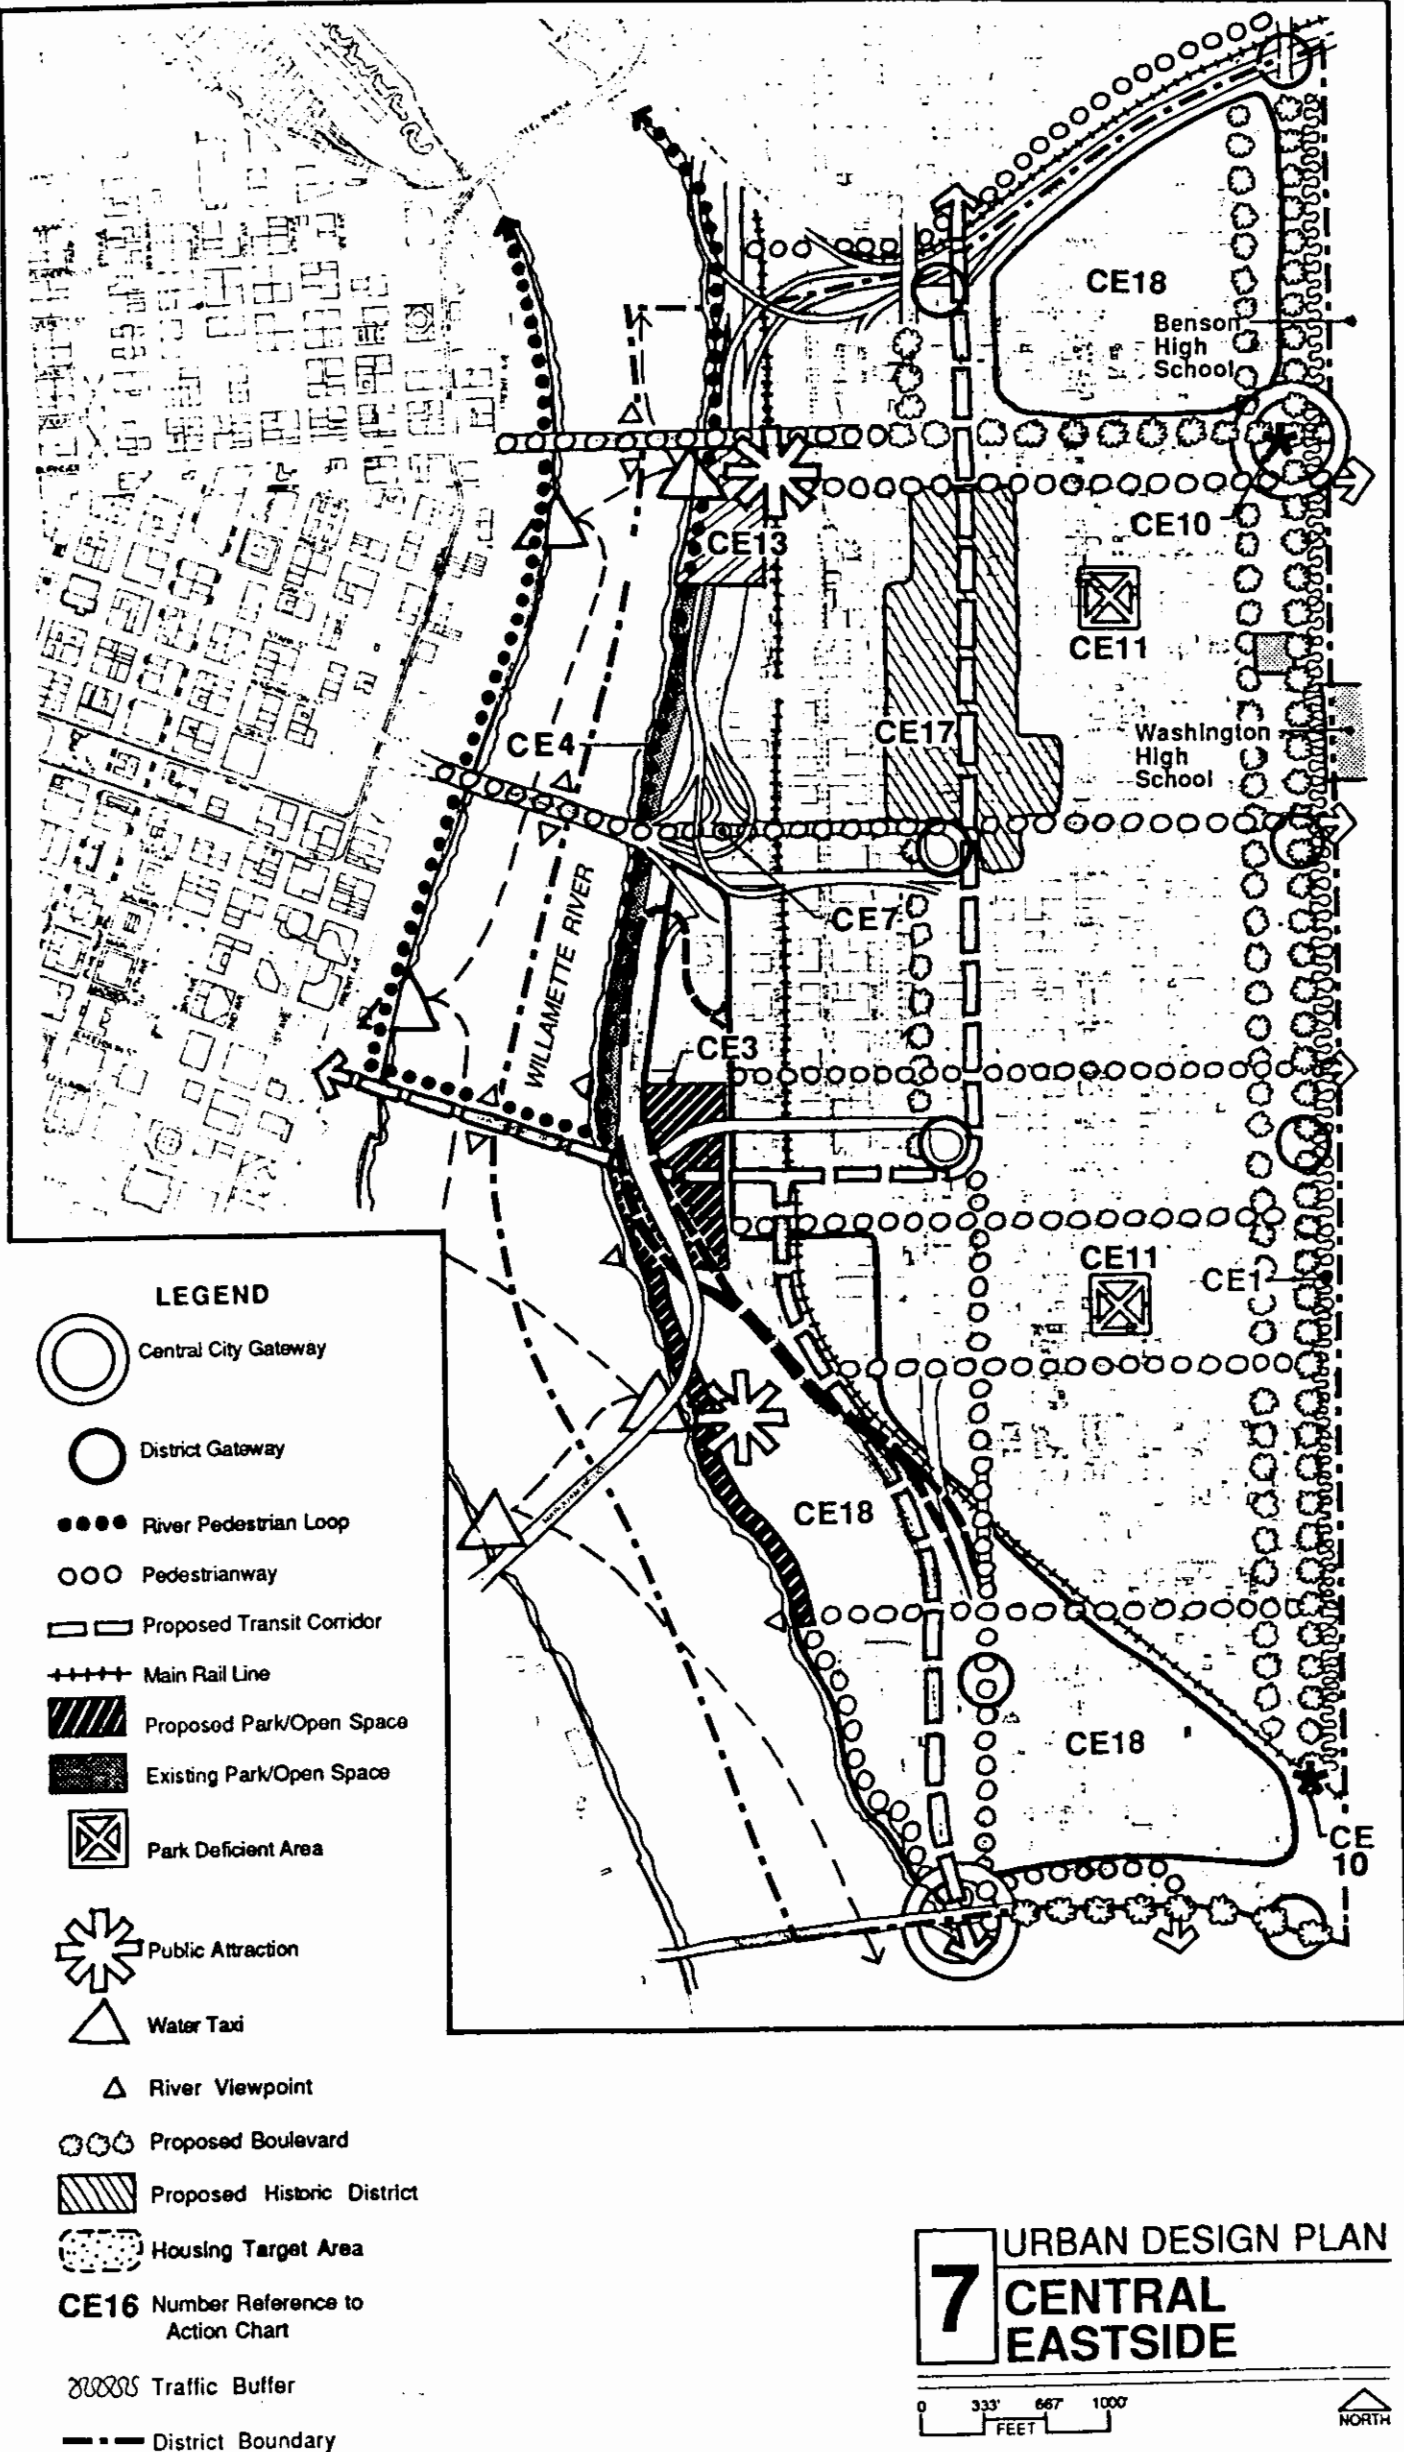 CE18
Benson
High
School
CE10
CE13
CE11
CE17
CE4
Washington
High
School
WILLAMETTE RIVER
CE7
CE3
CE11
CE1
CE18
CE18
CE
10
LEGEND
Central City Gateway
District Gateway
River Pedestrian Loop
Pedestrianway
Proposed Transit Corridor
Main Rail Line
Proposed Park/Open Space
Existing Park/Open Space
Park Deficient Area
Public Attraction
Water Taxi
River Viewpoint
Proposed Boulevard
Proposed Historic District
Housing Target Area
CE16 Number Reference to
Action Chart
Traffic Buffer
District Boundary
7
URBAN DESIGN PLAN
CENTRAL
EASTSIDE
0 333' 667' 1000'
FEET
NORTH